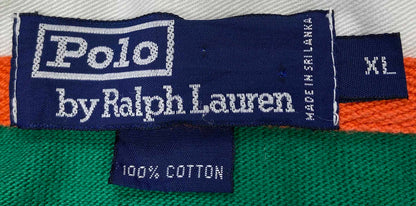 Polo
by Ralph Lauren
MADE IN SRI LANKA
XL
100% COTTON